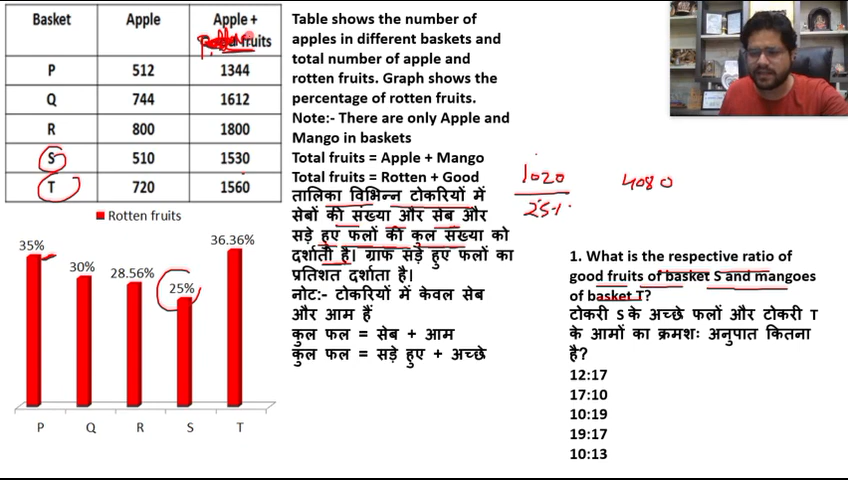 Basket Apple Apple +
fruits
P 512 1344
Q 744 1612
R 800 1800
S 510 1530
T 720 1560
Rotten fruits
35%
30%
28.56%
25%
36.36%
P Q R S T
Table shows the number of
apples in different baskets and
total number of apple and
rotten fruits. Graph shows the
percentage of rotten fruits.
Note:- There are only Apple and
Mango in baskets
Total fruits = Apple + Mango
Total fruits = Rotten + Good
तालिका विभिन्न टोकरियों में
सेबों की संख्या और सेब और
सड़े हुए फलों की कुल संख्या को
दर्शाती है। ग्राफ सड़े हुए फलों का
प्रतिशत दर्शाता है।
नोट:- टोकरियों में केवल सेब
और आम हैं
कुल फल = सेब + आम
कुल फल = सड़े हुए + अच्छे
1020
25%
4080
1. What is the respective ratio of
good fruits of basket S and mangoes
of basket T?
टोकरी S के अच्छे फलों और टोकरी T
के आमों का क्रमशः अनुपात कितना
है?
12:17
17:10
10:19
19:17
10:13